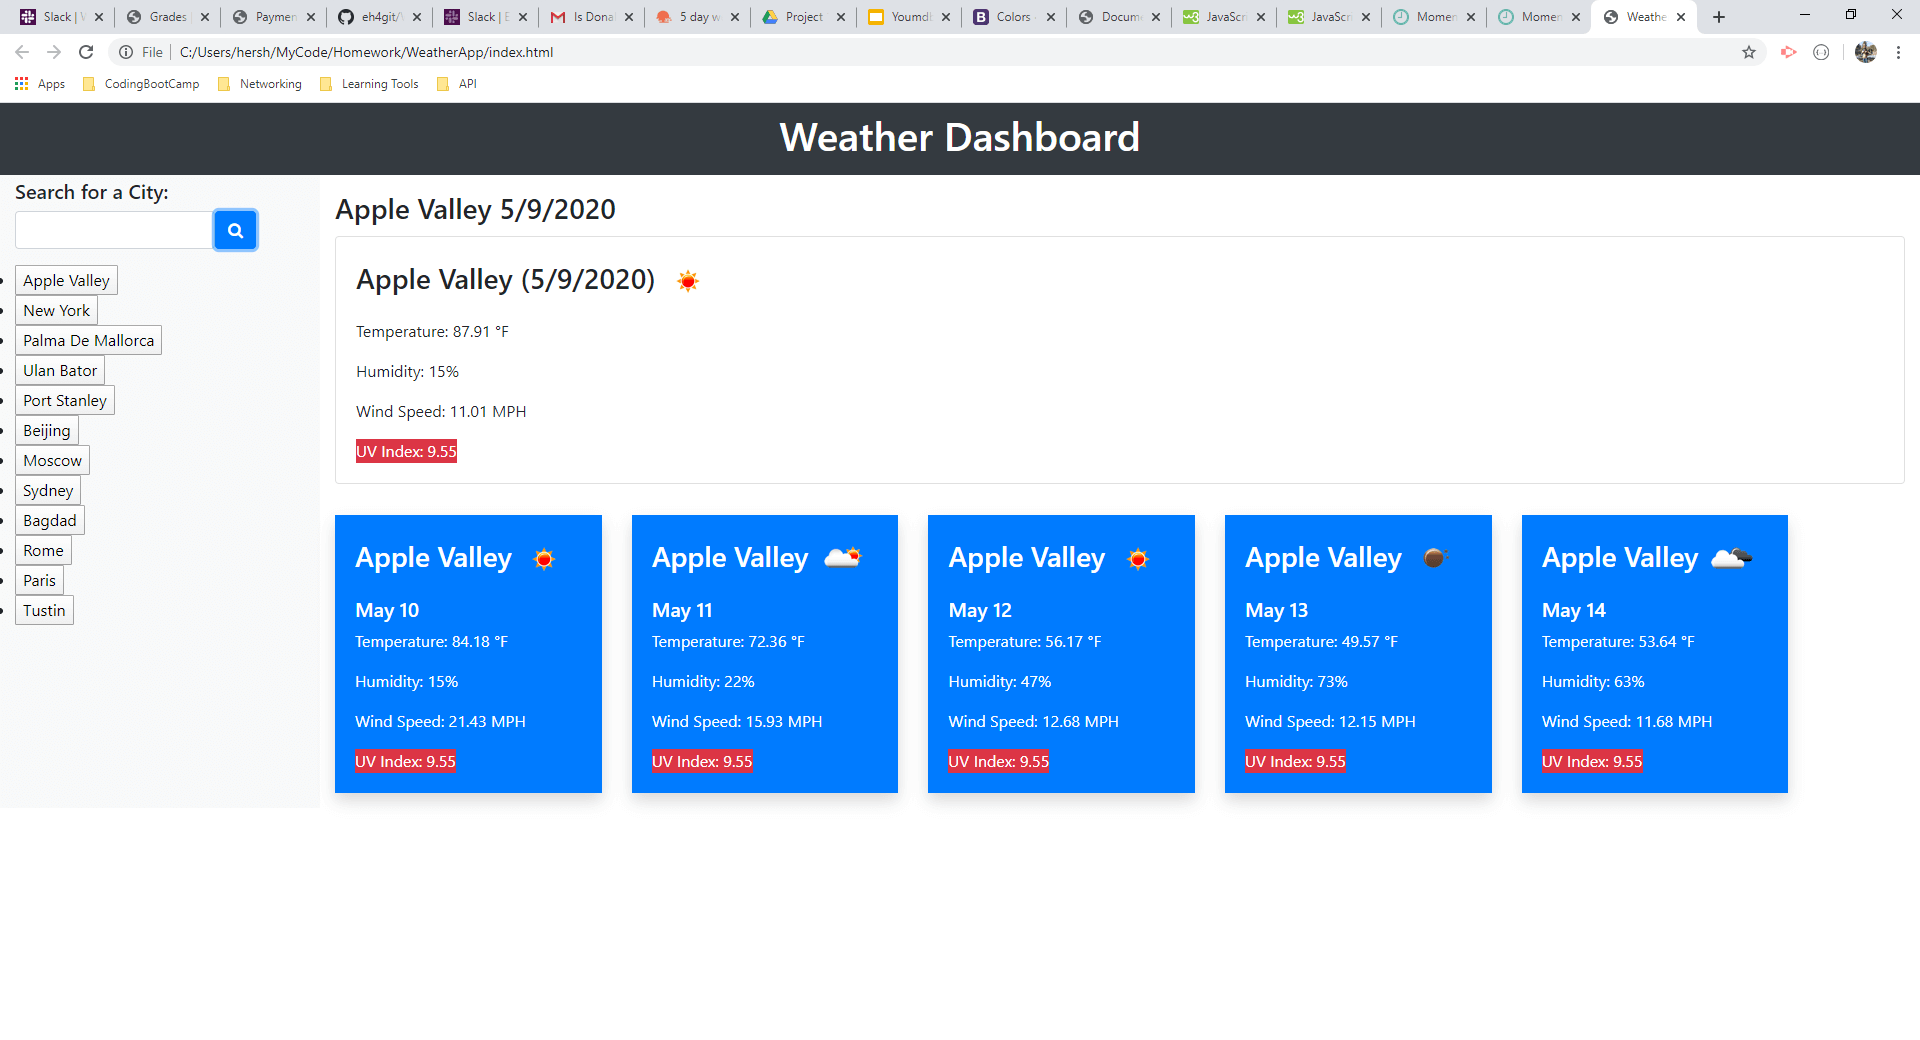 Slack | Grades Paymen eh4git/ Slack | Is Dona 5 day w Project Youmd Colors Docum JavaScri JavaScri Momen Momen Weathe
File C:/Users/hersh/MyCode/Homework/WeatherApp/index.html
Apps CodingBootCamp Networking Learning Tools API
Weather Dashboard
Search for a City:
Apple Valley
New York
Palma De Mallorca
Ulan Bator
Port Stanley
Beijing
Moscow
Sydney
Bagdad
Rome
Paris
Tustin
Apple Valley 5/9/2020
Apple Valley (5/9/2020)
Temperature: 87.91 °F
Humidity: 15%
Wind Speed: 11.01 MPH
UV Index: 9.55
Apple Valley
May 10
Temperature: 84.18 °F
Humidity: 15%
Wind Speed: 21.43 MPH
UV Index: 9.55
Apple Valley
May 11
Temperature: 72.36 °F
Humidity: 22%
Wind Speed: 15.93 MPH
UV Index: 9.55
Apple Valley
May 12
Temperature: 56.17 °F
Humidity: 47%
Wind Speed: 12.68 MPH
UV Index: 9.55
Apple Valley
May 13
Temperature: 49.57 °F
Humidity: 73%
Wind Speed: 12.15 MPH
UV Index: 9.55
Apple Valley
May 14
Temperature: 53.64 °F
Humidity: 63%
Wind Speed: 11.68 MPH
UV Index: 9.55